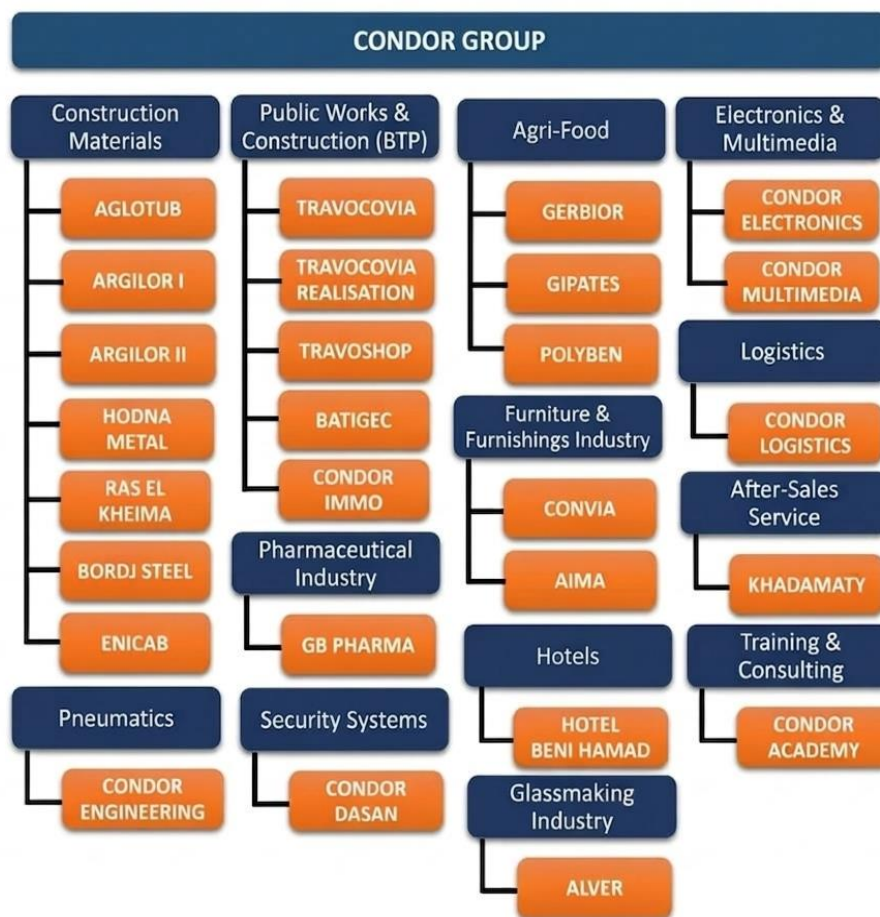 CONDOR GROUP
Construction
Materials
AGLOTUB
ARGILOR I
ARGILOR II
HODNA
METAL
RAS EL
KHEIMA
BORDJ STEEL
ENICAB
Pneumatics
CONDOR
ENGINEERING
Public Works &
Construction (BTP)
TRAVOCOVIA
TRAVOCOVIA
REALISATION
TRAVOSHOP
BATIGEC
CONDOR
IMMO
Pharmaceutical
Industry
GB PHARMA
Security Systems
CONDOR
DASAN
Agri-Food
GERBIOR
GIPATES
POLYBEN
Furniture &
Furnishings Industry
CONVIA
AIMA
Hotels
HOTEL
BENI HAMAD
Glassmaking
Industry
ALVER
Electronics &
Multimedia
CONDOR
ELECTRONICS
CONDOR
MULTIMEDIA
Logistics
CONDOR
LOGISTICS
After-Sales
Service
KHADAMATY
Training &
Consulting
CONDOR
ACADEMY